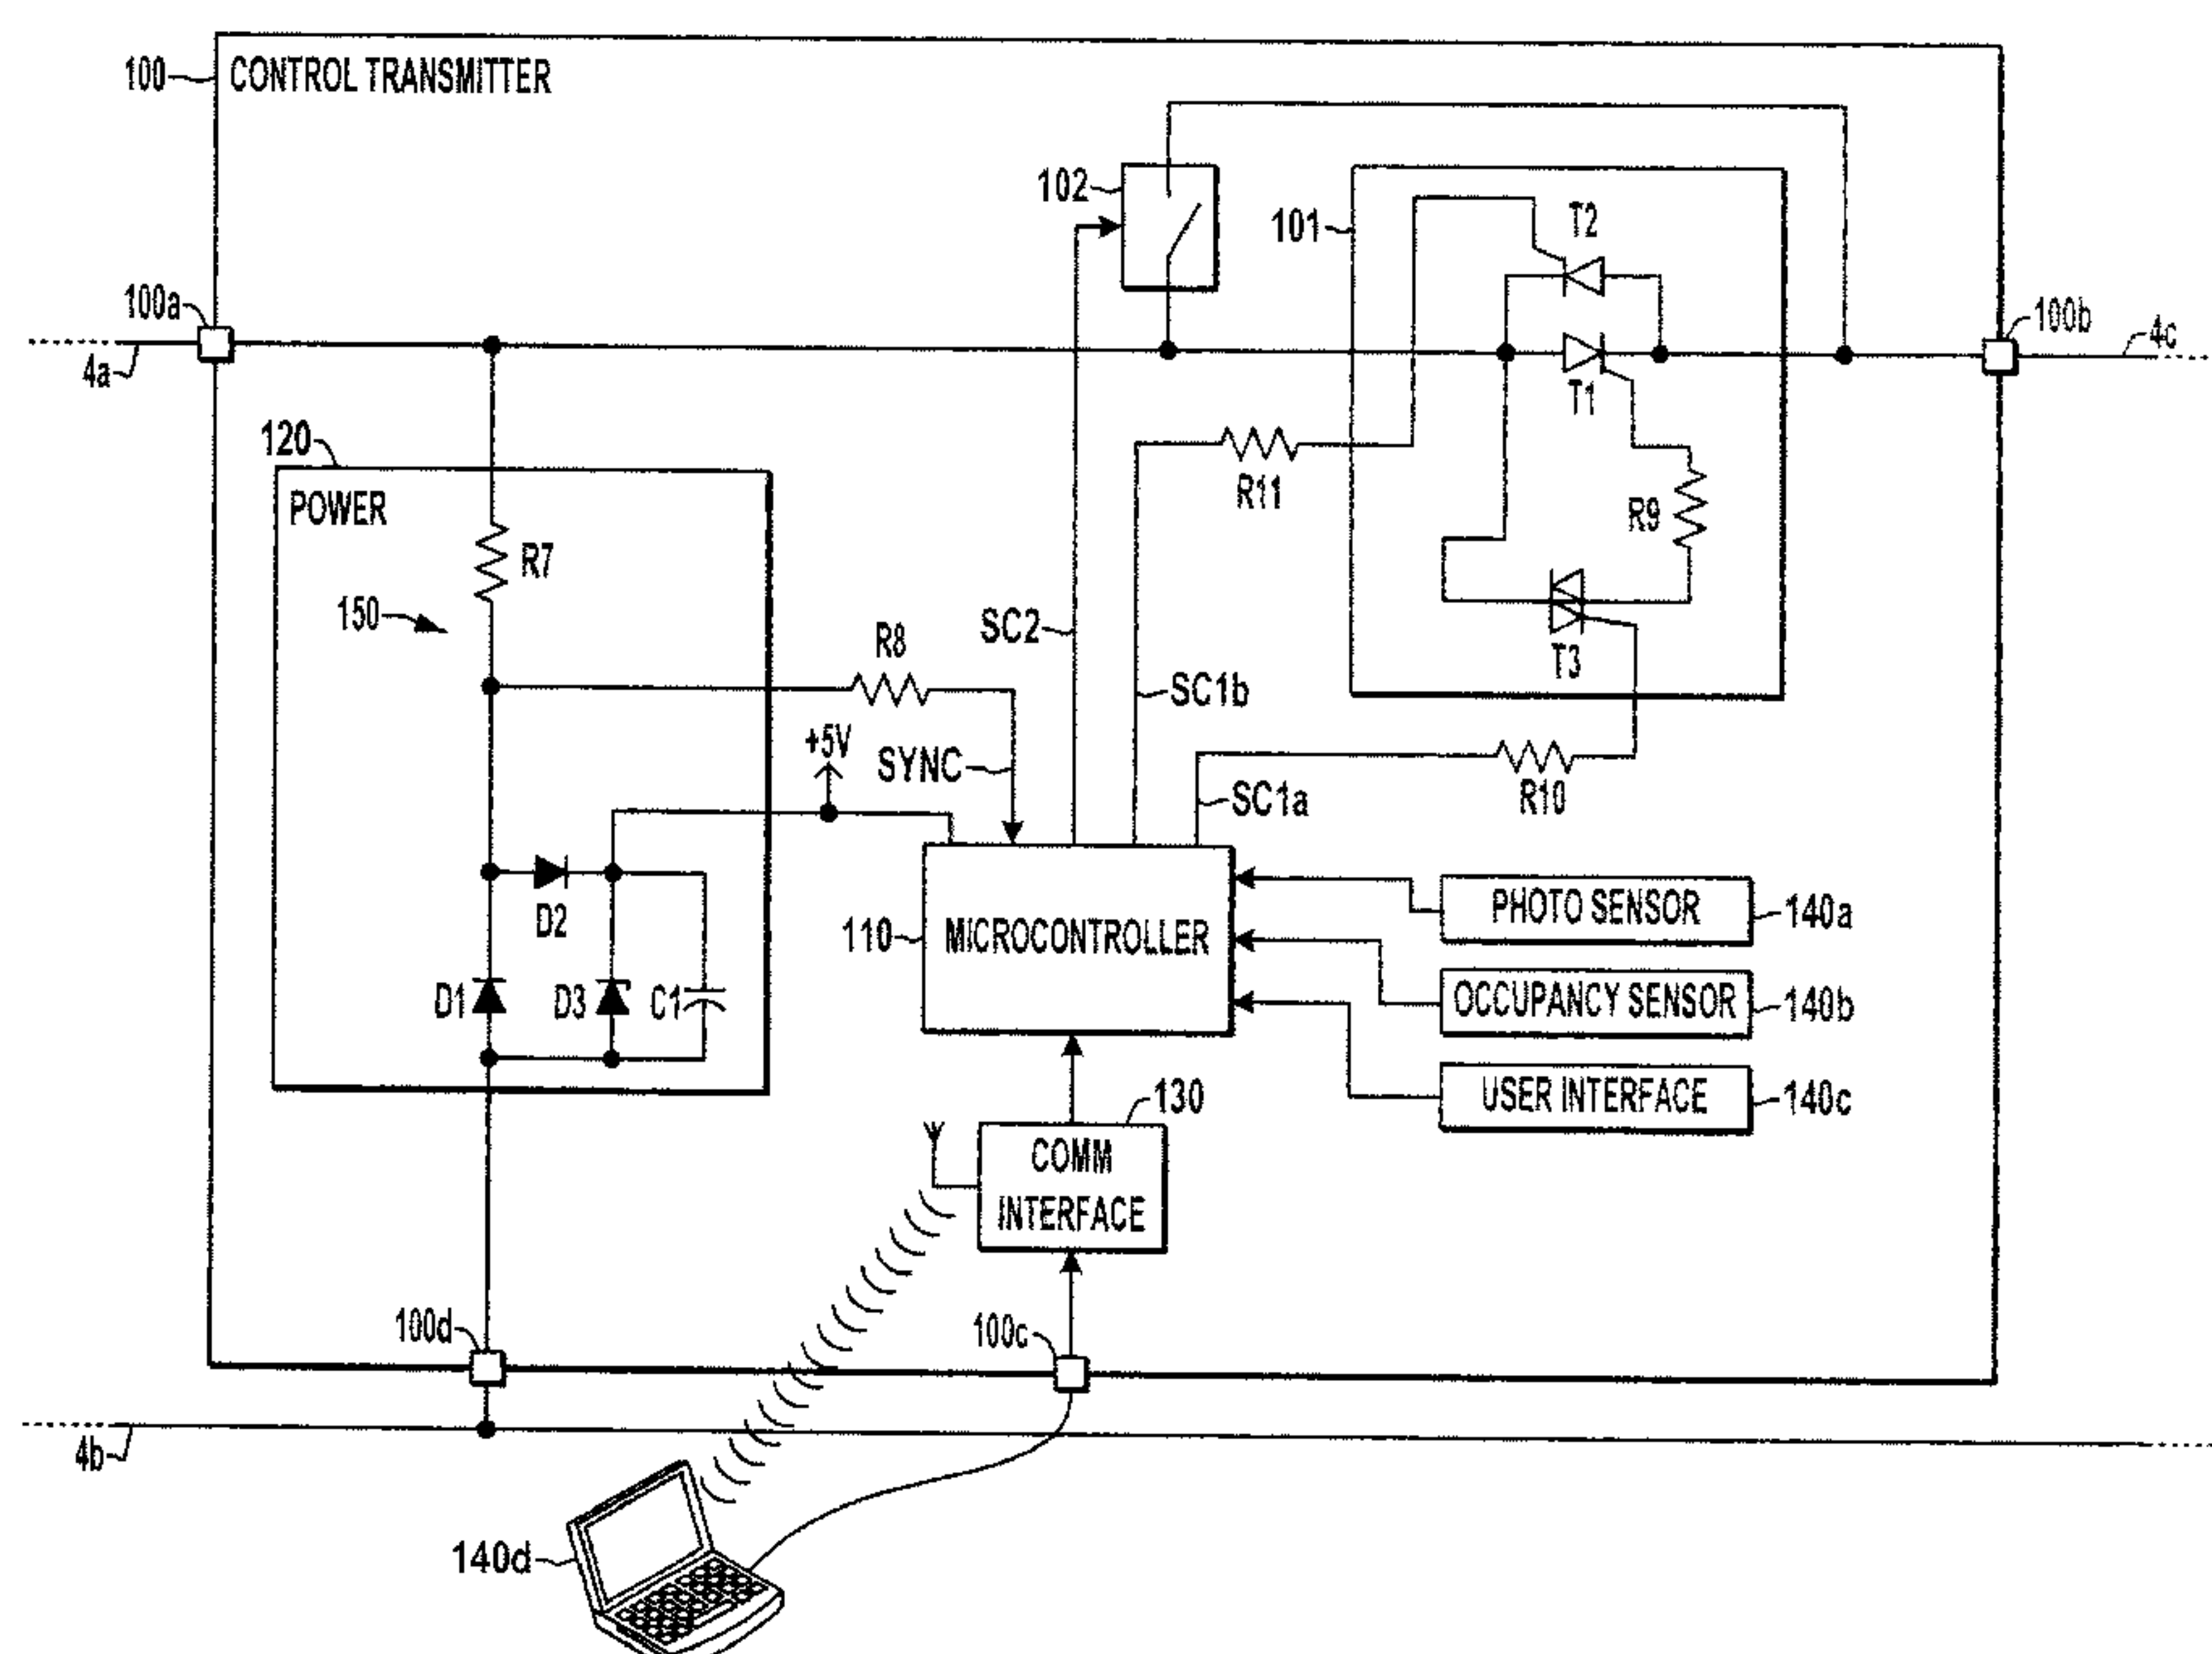 100
CONTROL TRANSMITTER
102
101
T2
100a
100b
4a
4c
T1
120
POWER
R11
R9
R7
150
SC2
R8
T3
SC1b
+5V
SYNC
SC1a
R10
PHOTO SENSOR
140a
D2
110
MICROCONTROLLER
D1
D3
C1
OCCUPANCY SENSOR
140b
USER INTERFACE
140c
130
COMM
INTERFACE
100d
100c
4b
140d